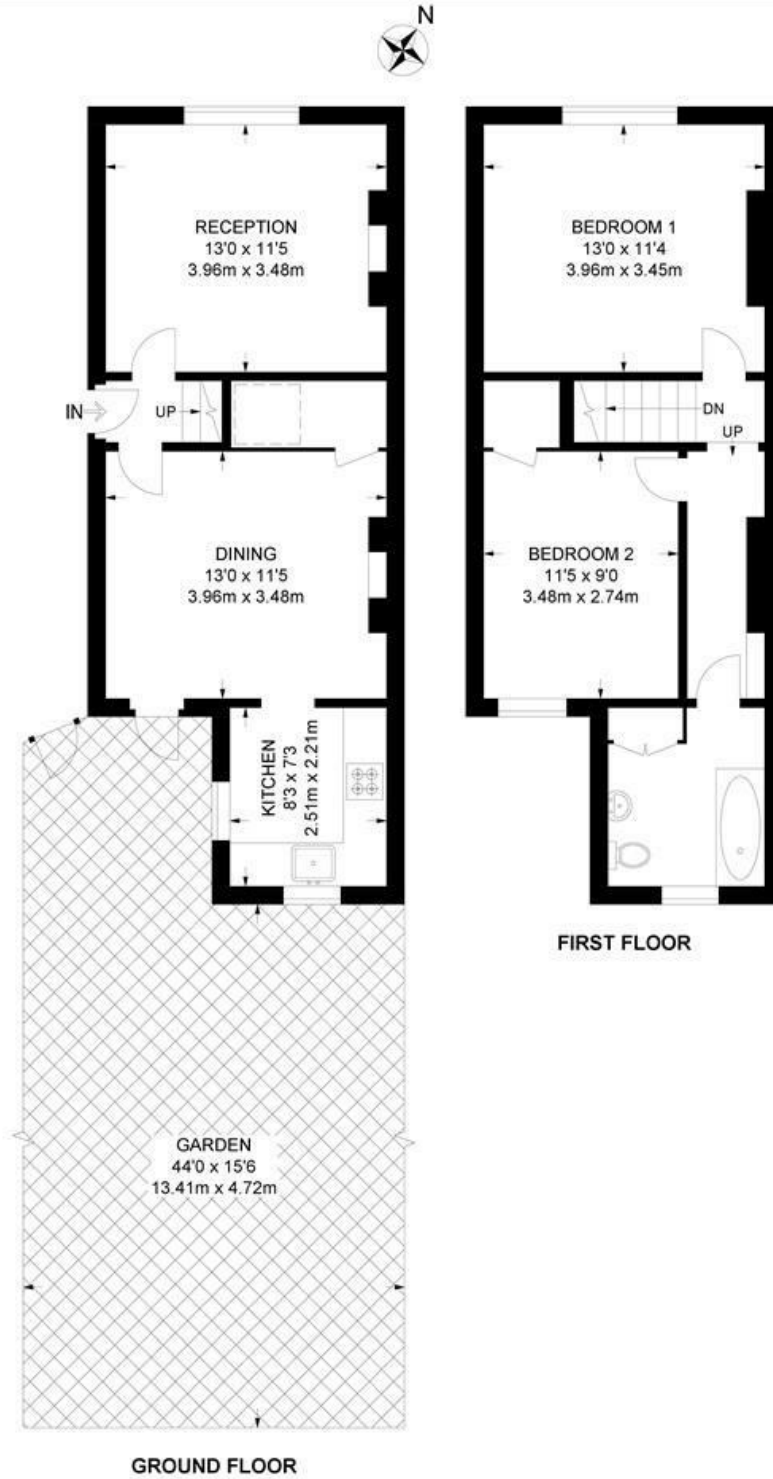 N
RECEPTION
13'0 x 11'5
3.96m x 3.48m
IN
UP
DINING
13'0 x 11'5
3.96m x 3.48m
KITCHEN
8'3 x 7'3
2.51m x 2.21m
GARDEN
44'0 x 15'6
13.41m x 4.72m
GROUND FLOOR
BEDROOM 1
13'0 x 11'4
3.96m x 3.45m
DN
UP
BEDROOM 2
11'5 x 9'0
3.48m x 2.74m
FIRST FLOOR